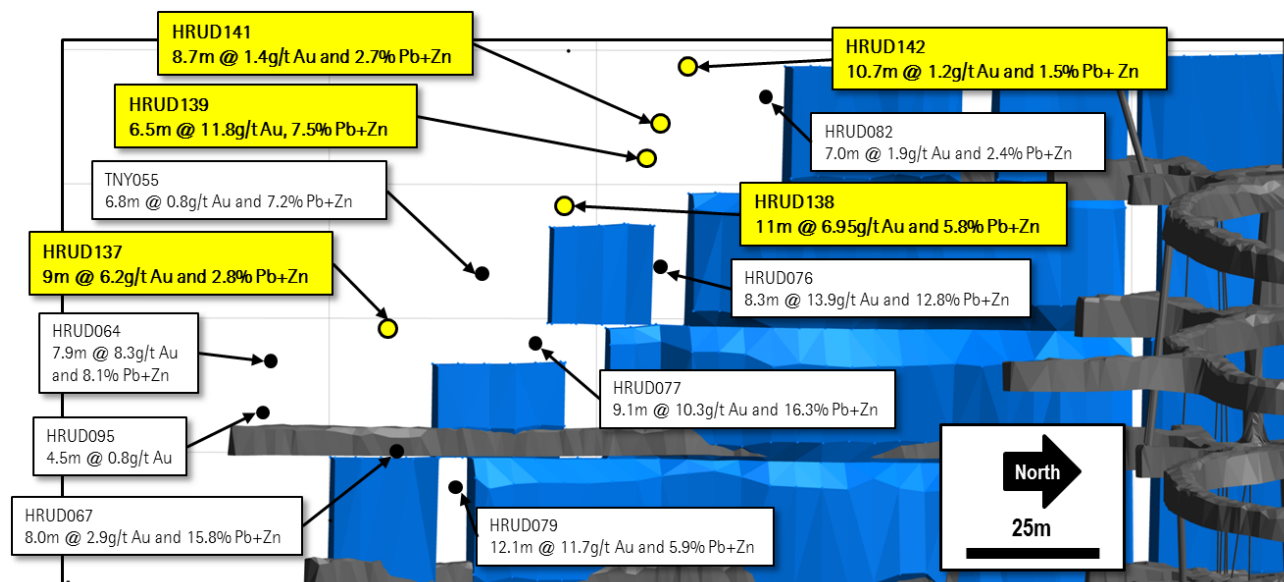 HRUD141
8.7m @ 1.4g/t Au and 2.7% Pb+Zn
HRUD142
10.7m @ 1.2g/t Au and 1.5% Pb+ Zn
HRUD139
6.5m @ 11.8g/t Au, 7.5% Pb+Zn
HRUD082
7.0m @ 1.9g/t Au and 2.4% Pb+Zn
TNY055
6.8m @ 0.8g/t Au and 7.2% Pb+Zn
HRUD138
11m @ 6.95g/t Au and 5.8% Pb+Zn
HRUD137
9m @ 6.2g/t Au and 2.8% Pb+Zn
HRUD076
8.3m @ 13.9g/t Au and 12.8% Pb+Zn
HRUD064
7.9m @ 8.3g/t Au
and 8.1% Pb+Zn
HRUD077
9.1m @ 10.3g/t Au and 16.3% Pb+Zn
HRUD095
4.5m @ 0.8g/t Au
HRUD067
8.0m @ 2.9g/t Au and 15.8% Pb+Zn
HRUD079
12.1m @ 11.7g/t Au and 5.9% Pb+Zn
North
25m